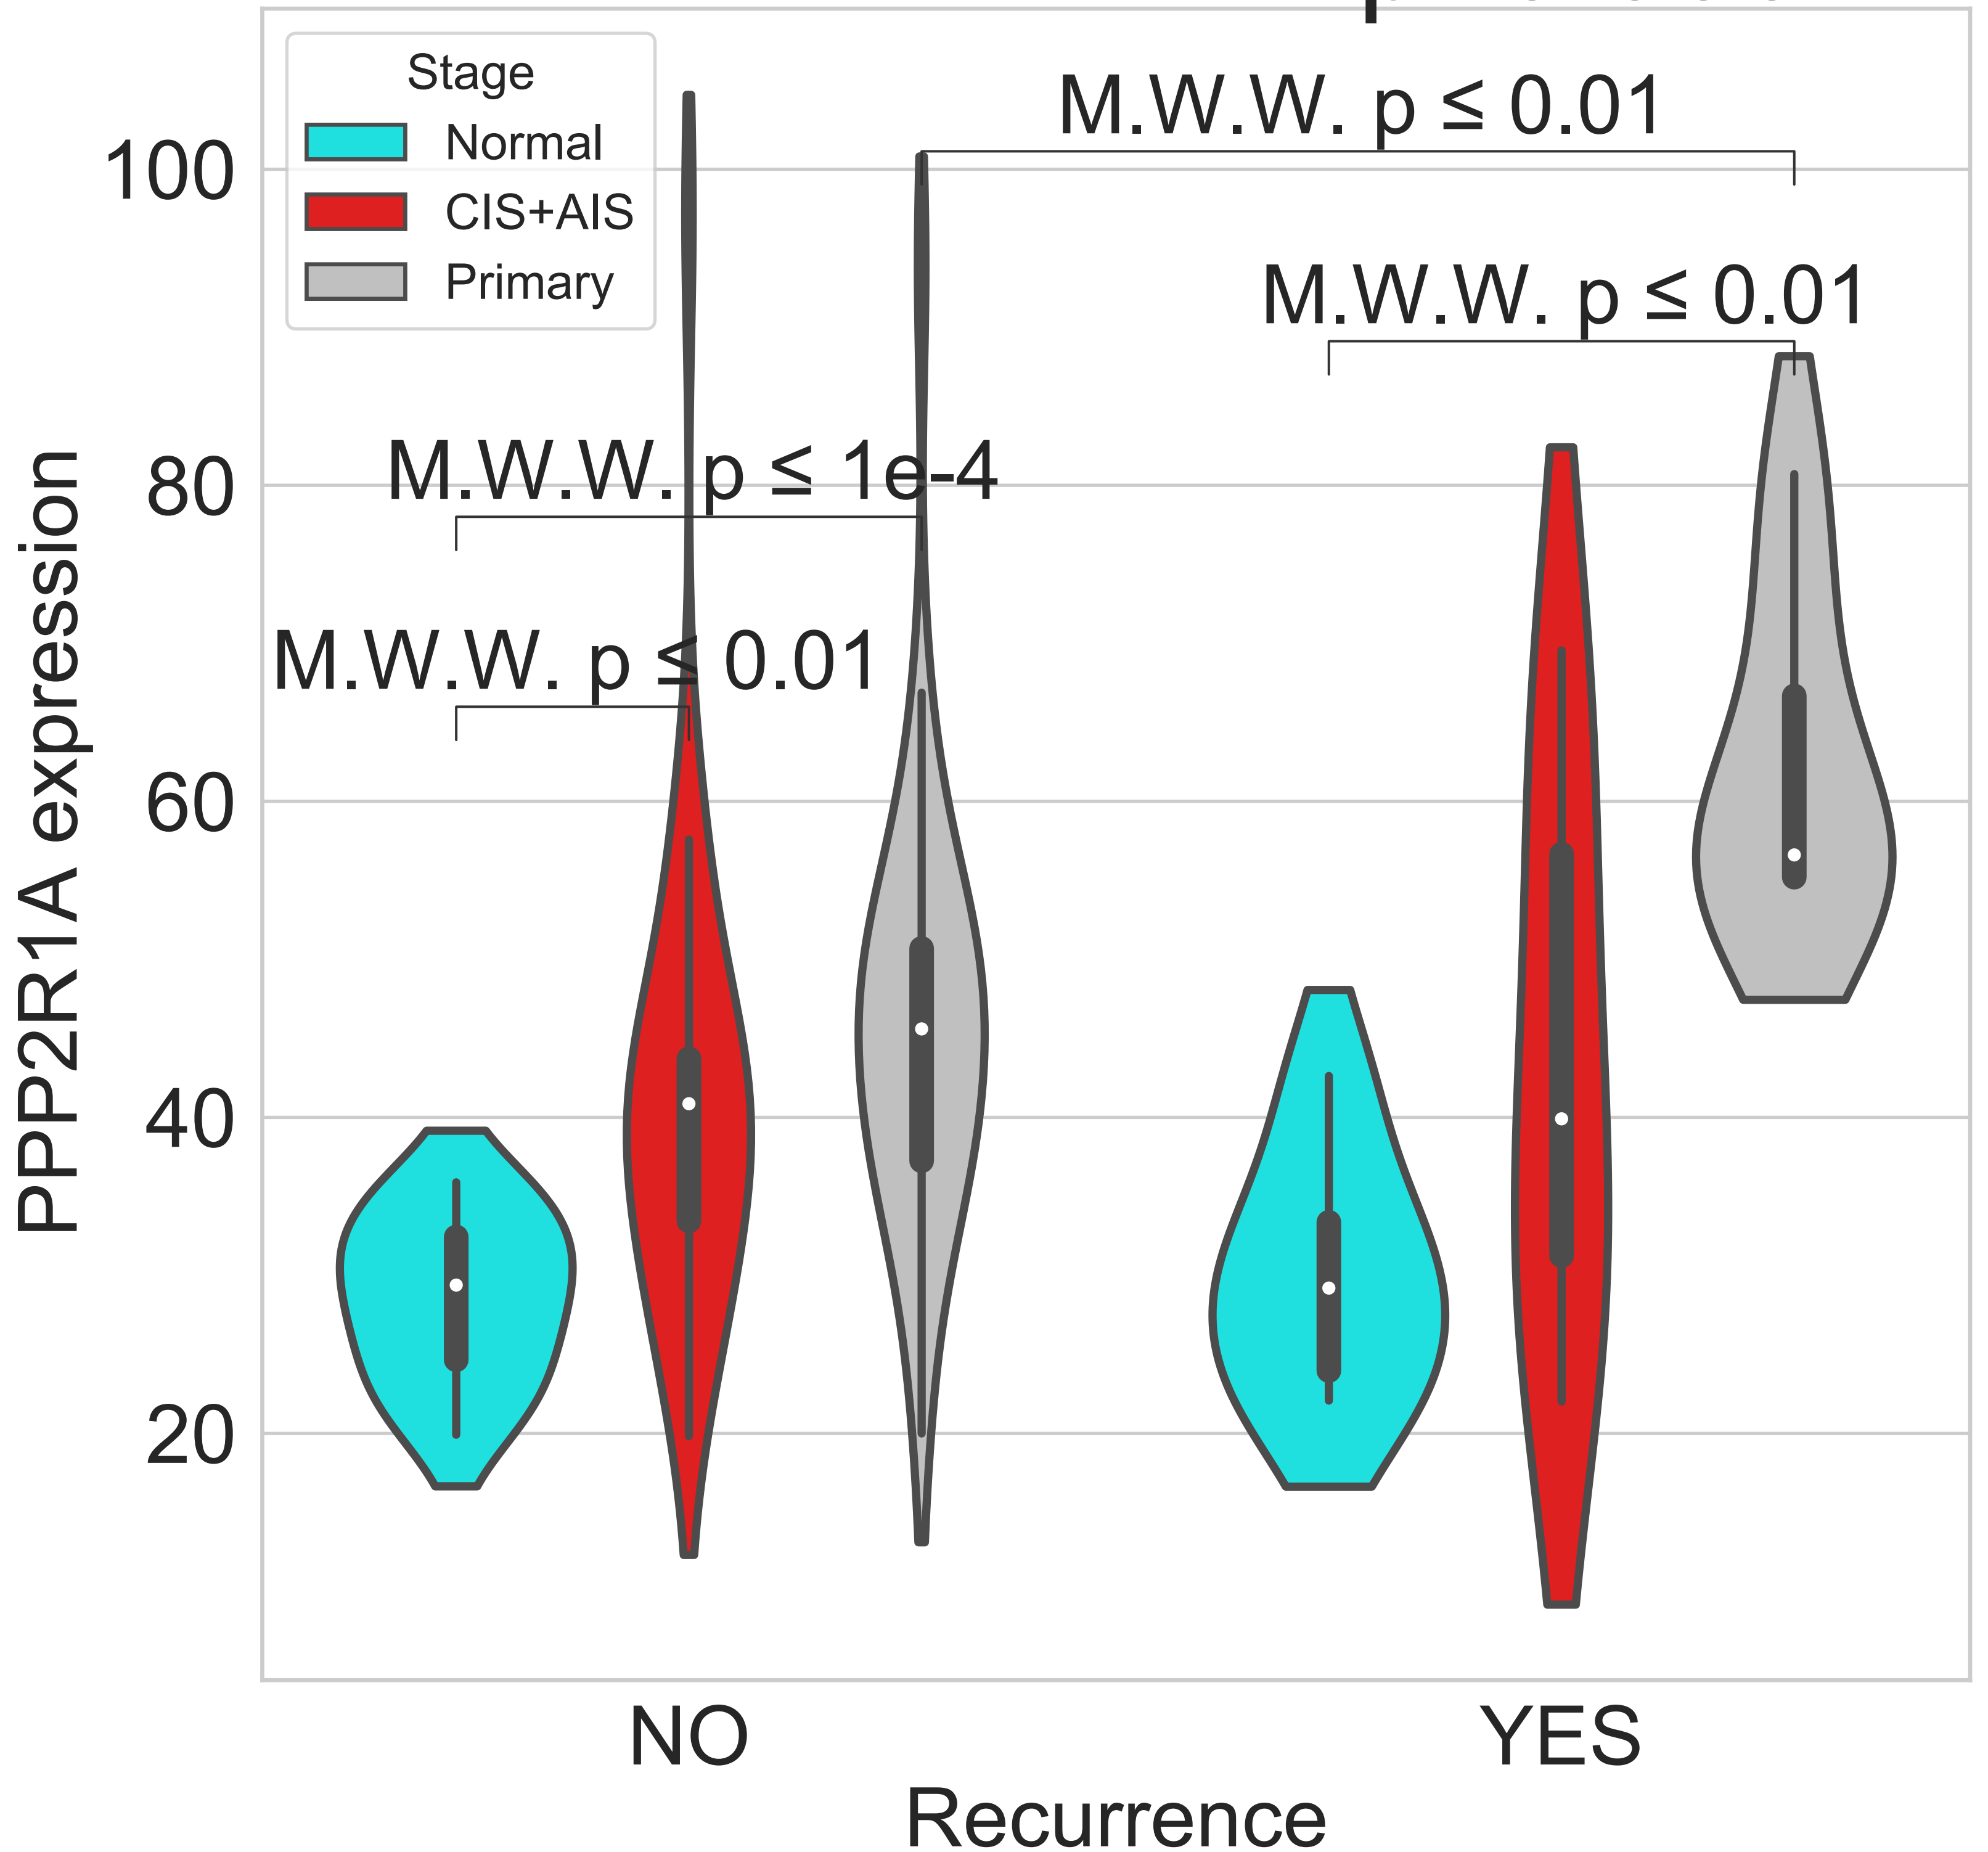 Stage
Normal
CIS+AIS
Primary
M.W.W. p ≤ 0.01
M.W.W. p ≤ 0.01
M.W.W. p ≤ 1e-4
M.W.W. p ≤ 0.01
100
80
60
40
20
PPP2R1A expression
NO
YES
Recurrence